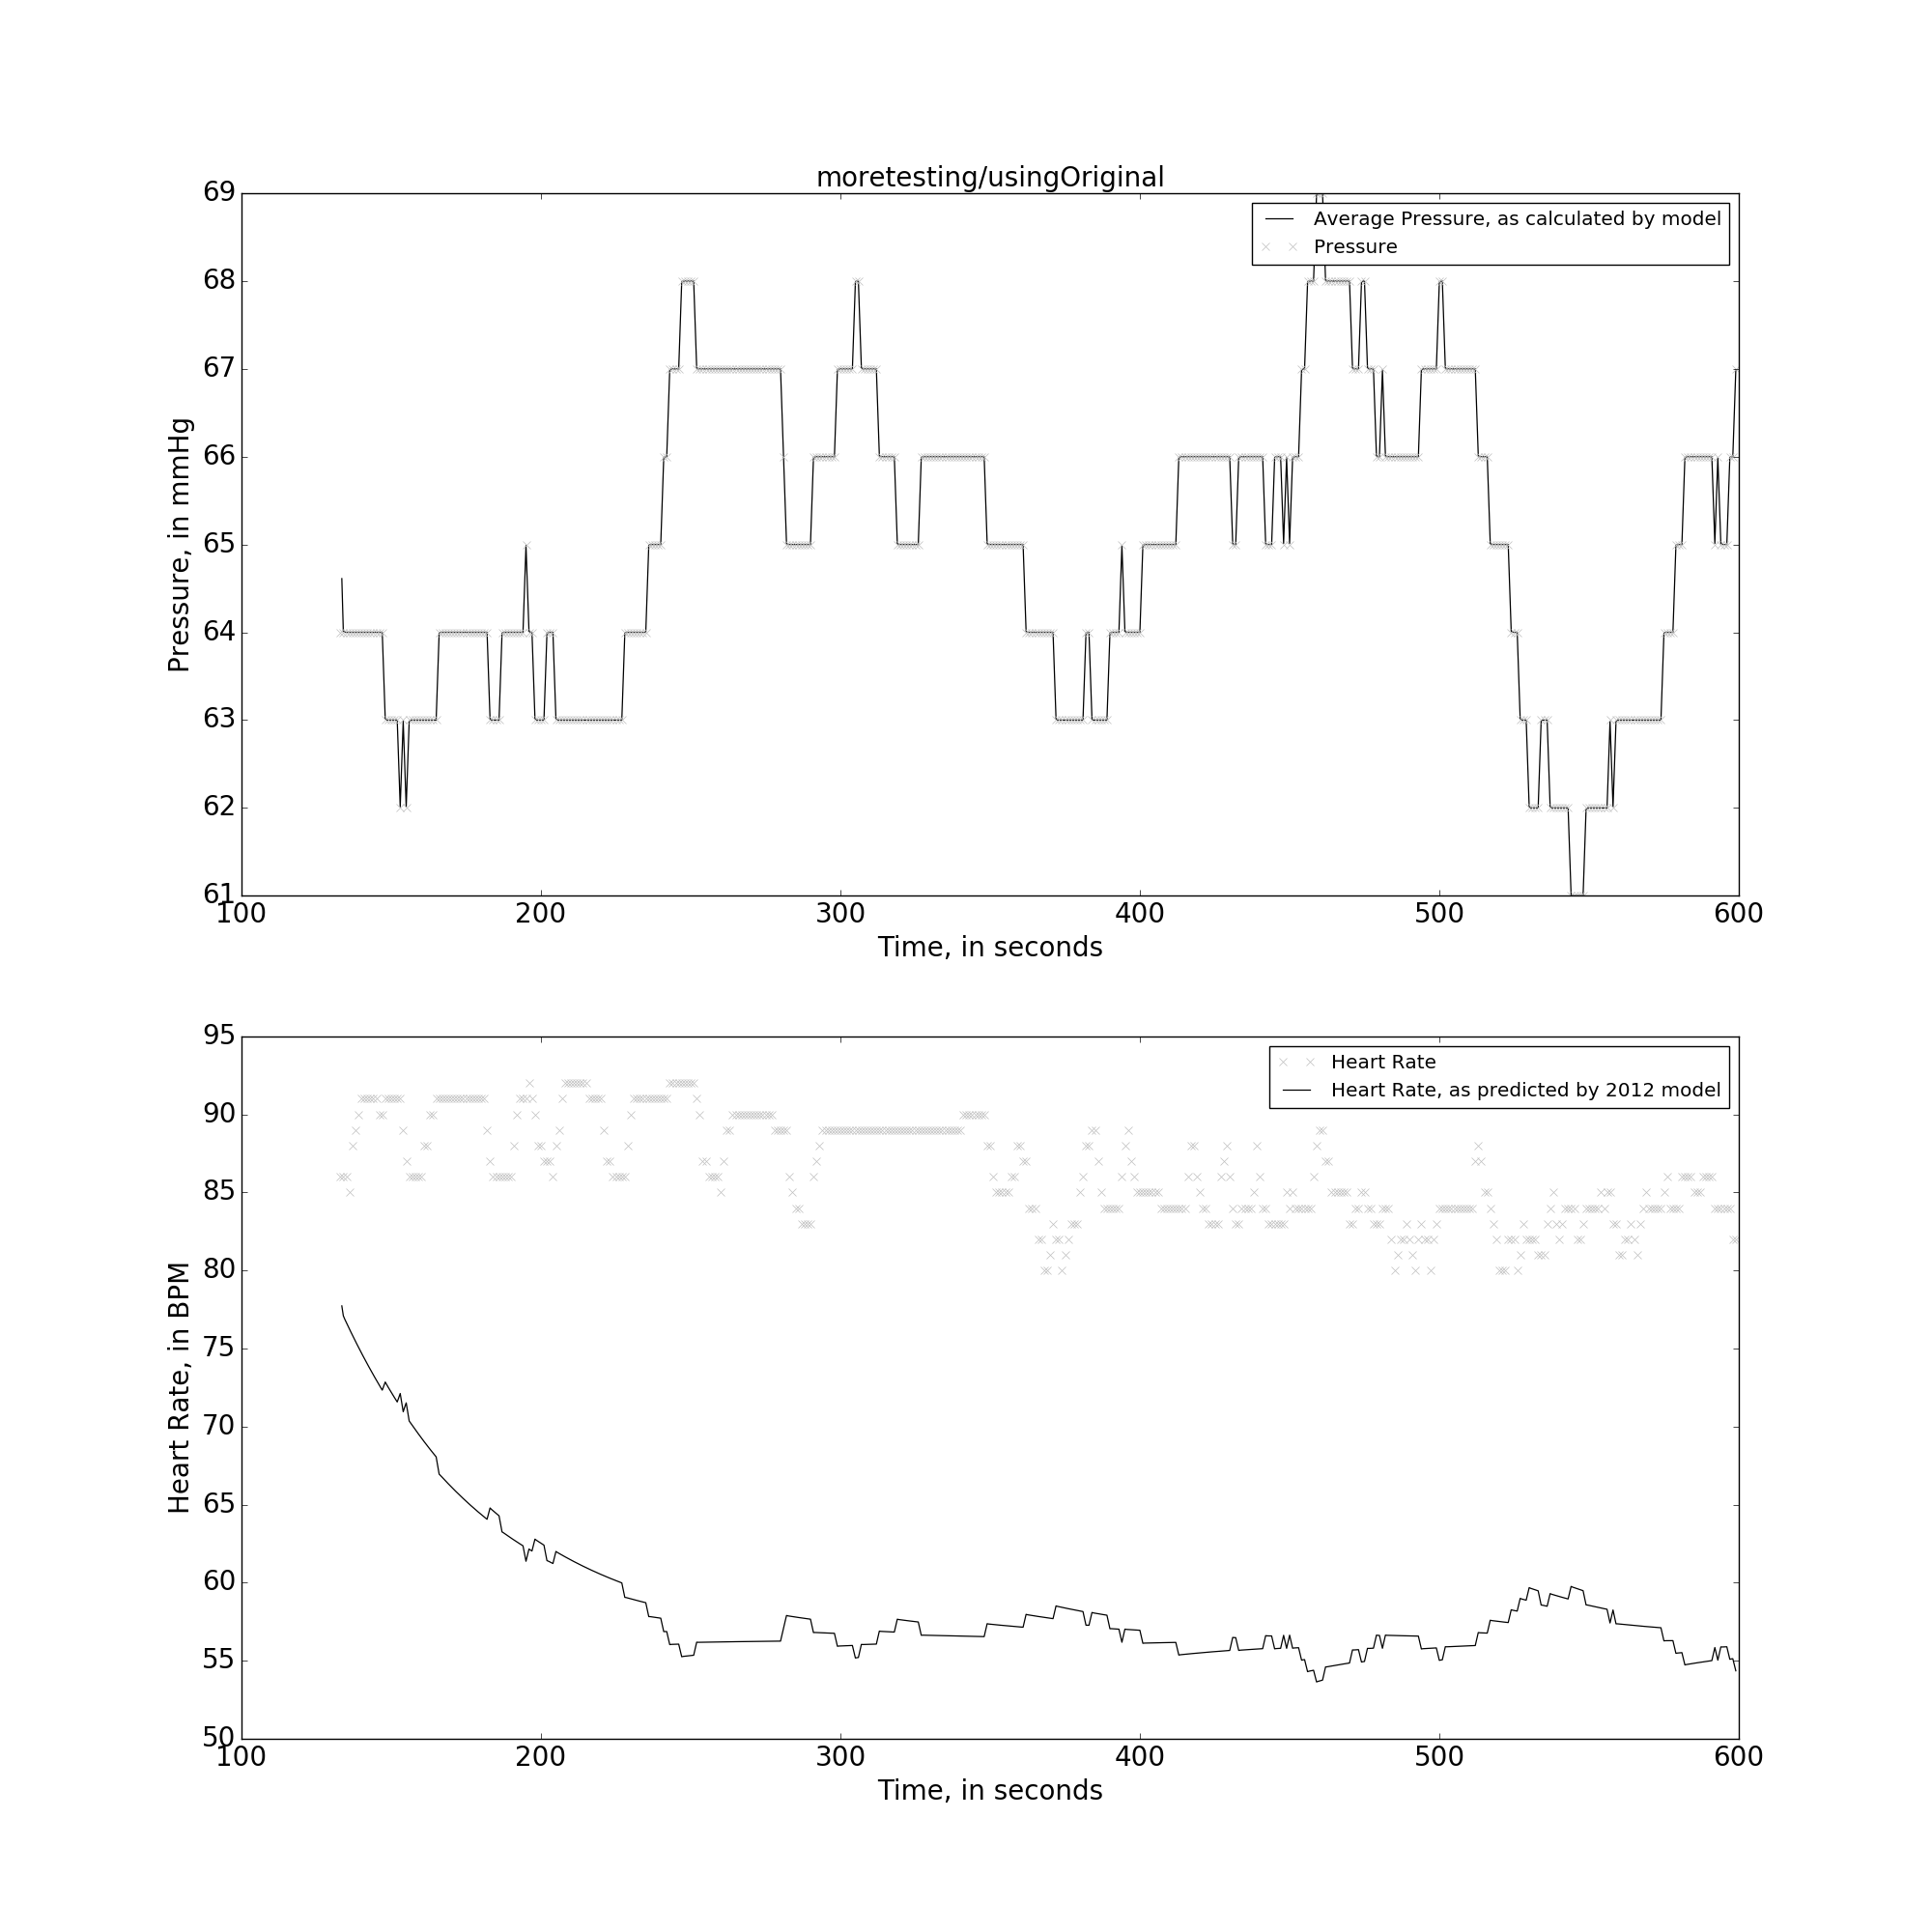 moretesting/usingOriginal
69
68
67
66
65
64
63
62
61
Pressure, in mmHg
Average Pressure, as calculated by model
Pressure
100 200 300 400 500 600
Time, in seconds
95
90
85
80
75
70
65
60
55
50
Heart Rate, in BPM
Heart Rate
Heart Rate, as predicted by 2012 model
100 200 300 400 500 600
Time, in seconds